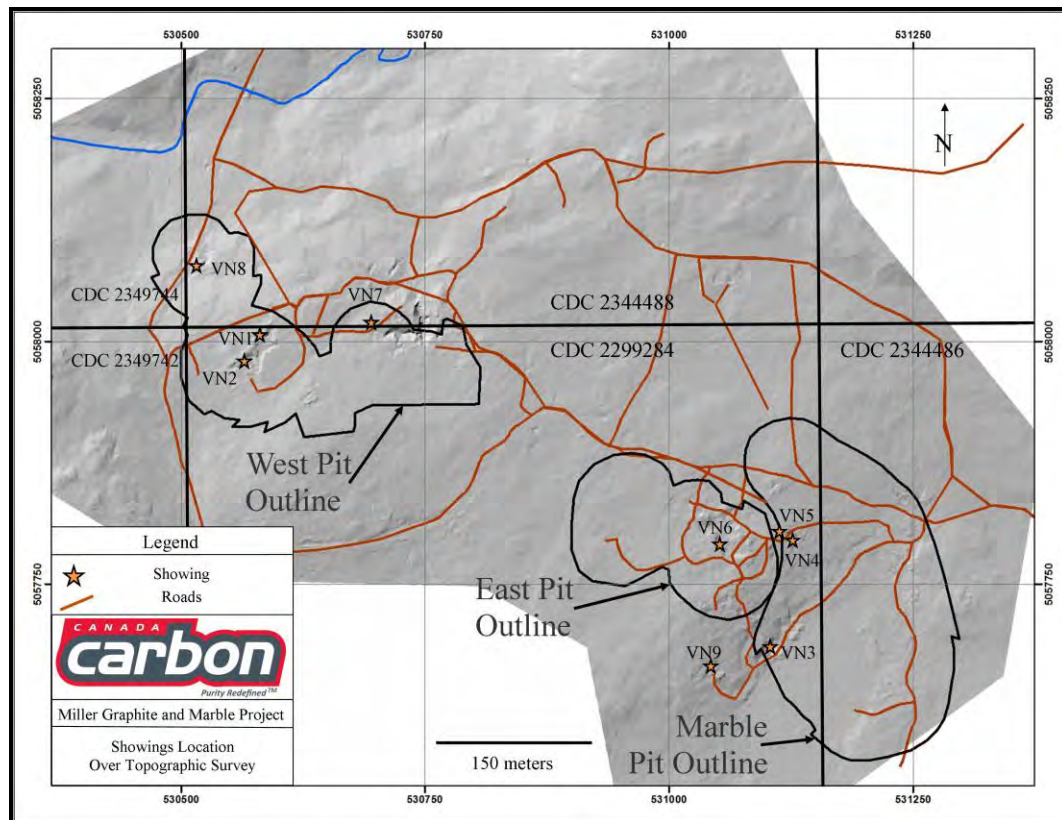 530500
530750
531000
531250
5058250
5058250
N
VN8
CDC 2349744
VN7
CDC 2344488
VN1
5058000
5058000
CDC 2349742
VN2
CDC 2299284
CDC 2344486
West Pit
Outline
VN5
VN6
VN4
Legend
Showing
Roads
5057750
5057750
East Pit
Outline
CANADA
carbon
Purity Redefined™
VN9
VN3
Miller Graphite and Marble Project
Marble
Pit Outline
Showings Location
Over Topographic Survey
150 meters
530500
530750
531000
531250